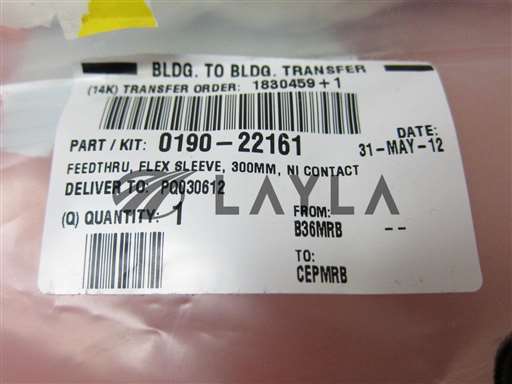 BLDG. TO BLDG. TRANSFER
(14K) TRANSFER ORDER: 1830459+1
PART / KIT: 0190-22161
DATE:
31-MAY-12
FEEDTHRU, FLEX SLEEVE, 300MM, NI CONTACT
DELIVER TO: PQ030612
(Q) QUANTITY: 1
FROM:
B36MRB --
TO:
CEPMRB
LAYLA